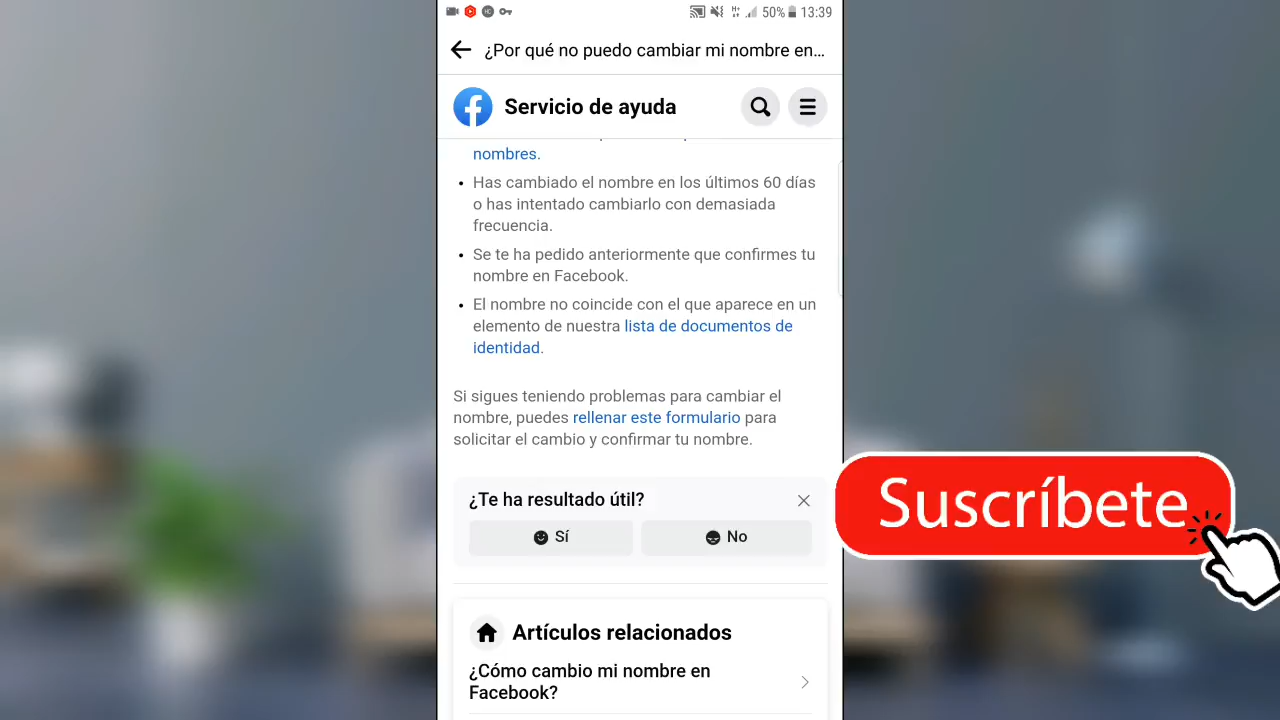 50% 13:39
¿Por qué no puedo cambiar mi nombre en...
Servicio de ayuda
nombres.
• Has cambiado el nombre en los últimos 60 días
o has intentado cambiarlo con demasiada
frecuencia.
• Se te ha pedido anteriormente que confirmes tu
nombre en Facebook.
• El nombre no coincide con el que aparece en un
elemento de nuestra lista de documentos de
identidad.
Si sigues teniendo problemas para cambiar el
nombre, puedes rellenar este formulario para
solicitar el cambio y confirmar tu nombre.
¿Te ha resultado útil?
Sí
No
Suscríbete
Artículos relacionados
¿Cómo cambio mi nombre en
Facebook?